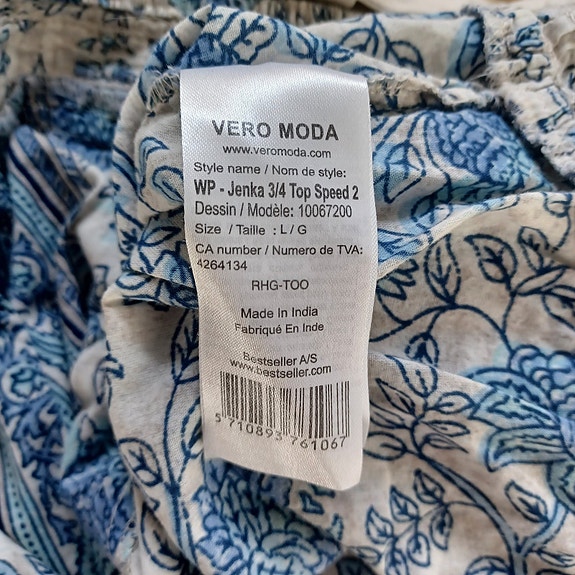 VERO MODA
www.veromoda.com
Style name / Nom de style:
WP - Jenka 3/4 Top Speed 2
Dessin / Modèle: 10067200
Size / Taille : L / G
CA number / Numero de TVA:
4264134
RHG-TOO
Made In India
Fabriqué En Inde
Bestseller A/S
www.bestseller.com
5 710893 761067